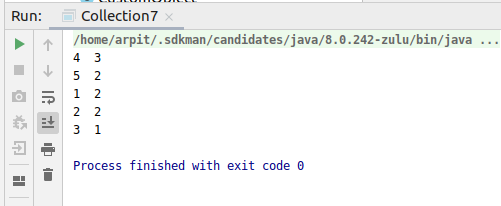 Run:
Collection7 ×
/home/arpit/.sdkman/candidates/java/8.0.242-zulu/bin/java ...
4 3
5 2
1 2
2 2
3 1
Process finished with exit code 0